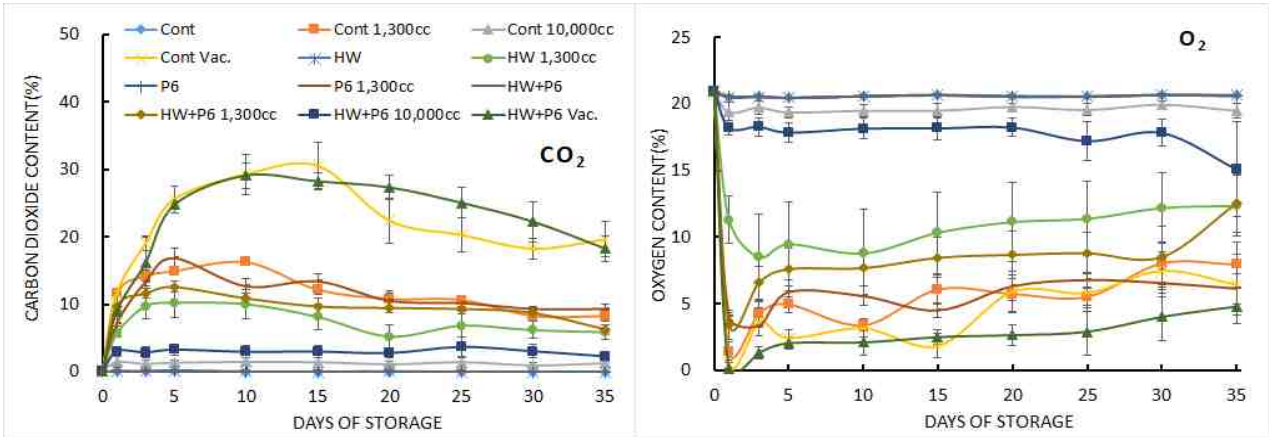 CARBON DIOXIDE CONTENT(%)
50
40
30
20
10
0
Cont
Cont 1,300cc
Cont 10,000cc
Cont Vac.
HW
HW 1,300cc
P6
P6 1,300cc
HW+P6
HW+P6 1,300cc
HW+P6 10,000cc
HW+P6 Vac.
CO2
0 5 10 15 20 25 30 35
DAYS OF STORAGE
OXYGEN CONTENT(%)
25
20
15
10
5
0
O2
0 5 10 15 20 25 30 35
DAYS OF STORAGE